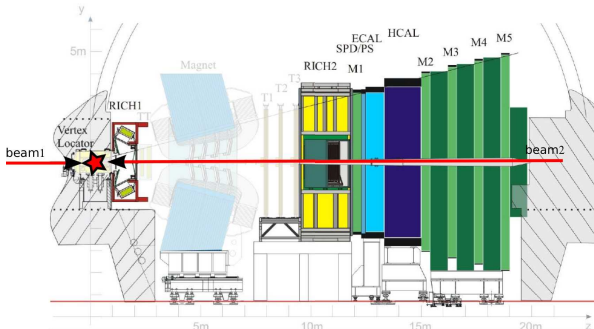 y
5m
ECAL
HCAL
SPD/PS
M5
M4
M3
M2
M1
RICH2
Magnet
T3
T2
T1
RICH1
TT
Vertex
Locator
beam1
beam2
5m
10m
15m
20m
z